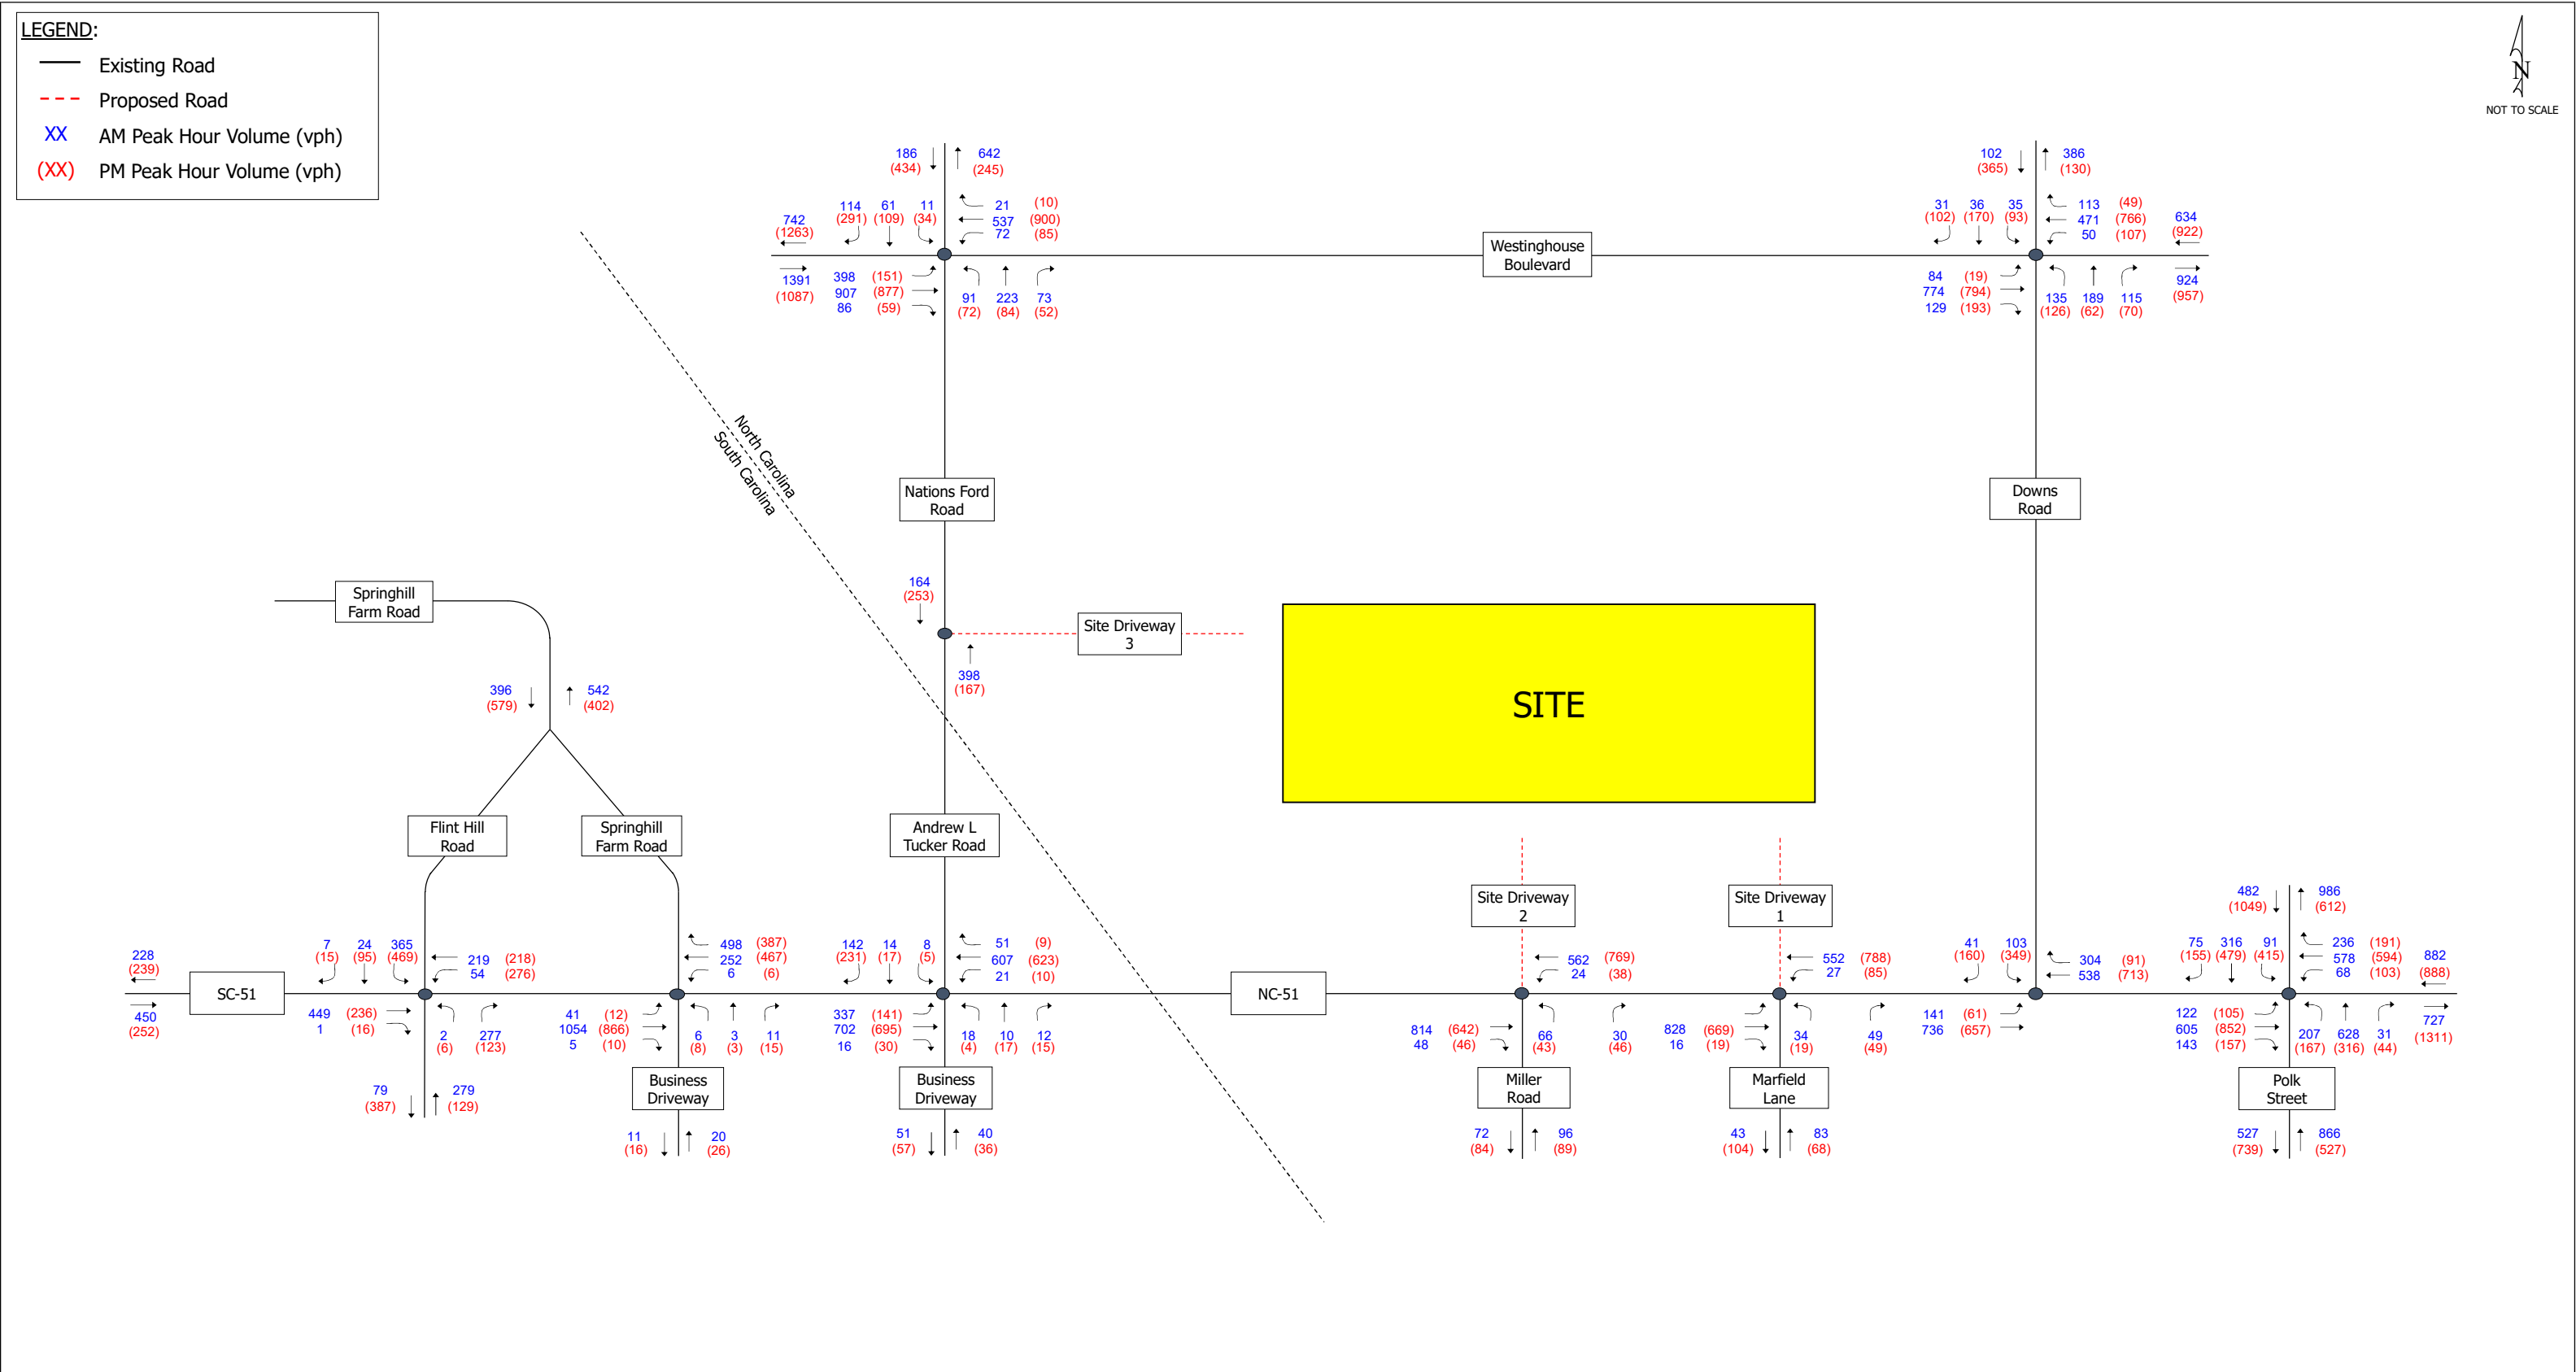 LEGEND:
Existing Road
Proposed Road
XX AM Peak Hour Volume (vph)
(XX) PM Peak Hour Volume (vph)
N
NOT TO SCALE
186 642
(434) (245)
114 61 11
(291) (109) (34)
21 (10)
537 (900)
72 (85)
742
(1263)
1391
(1087)
398 (151)
907 (877)
86 (59)
91 223 73
(72) (84) (52)
Westinghouse
Boulevard
102 386
(365) (130)
31 36 35
(102) (170) (93)
113 (49)
471 (766)
50 (107)
634
(922)
84 (19)
774 (794)
129 (193)
135 189 115
(126) (62) (70)
924
(957)
North Carolina
South Carolina
Nations Ford
Road
Downs
Road
164
(253)
Site Driveway
3
398
(167)
SITE
Springhill
Farm Road
396 542
(579) (402)
Flint Hill
Road
Springhill
Farm Road
Andrew L
Tucker Road
Site Driveway
2
Site Driveway
1
228
(239)
SC-51
450
(252)
7 24 365
(15) (95) (469)
219 (218)
54 (276)
449 (236)
1 (16)
2 277
(6) (123)
79 279
(387) (129)
498 (387)
252 (467)
6 (6)
41 (12)
1054 (866)
5 (10)
6 3 11
(8) (3) (15)
Business
Driveway
11 20
(16) (26)
142 14 8
(231) (17) (5)
51 (9)
607 (623)
21 (10)
337 (141)
702 (695)
16 (30)
18 10 12
(4) (17) (15)
Business
Driveway
51 40
(57) (36)
NC-51
562 (769)
24 (38)
814 (642)
48 (46)
66 30
(43) (46)
Miller
Road
72 96
(84) (89)
552 (788)
27 (85)
828 (669)
16 (19)
34 49
(19) (49)
Marfield
Lane
43 83
(104) (68)
41 103
(160) (349)
304 (91)
538 (713)
141 (61)
736 (657)
482 986
(1049) (612)
75 316 91
(155) (479) (415)
236 (191)
578 (594)
68 (103)
882
(888)
122 (105)
605 (852)
143 (157)
207 628 31
(167) (316) (44)
727
(1311)
Polk
Street
527 866
(739) (527)